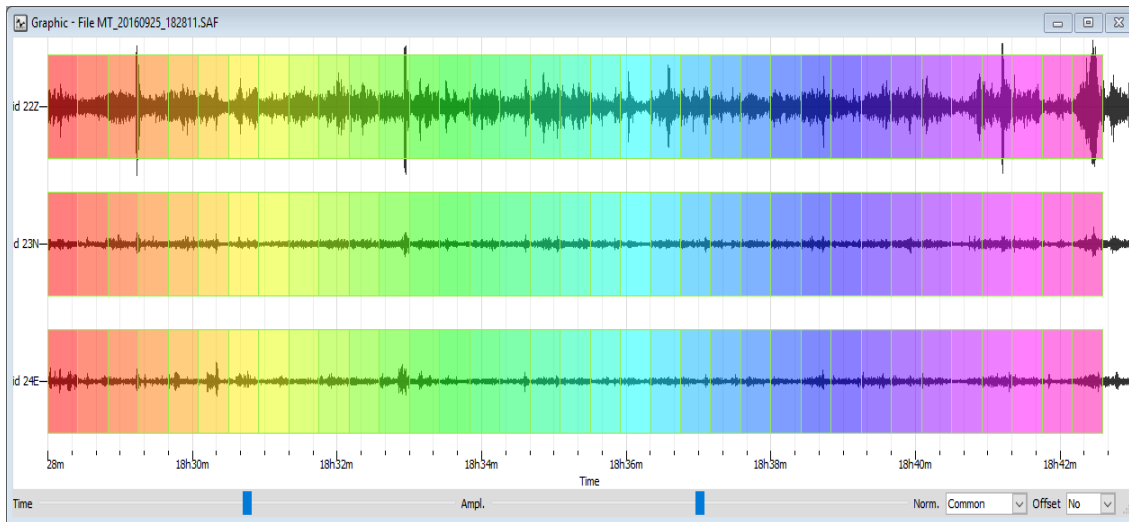 Graphic - File MT_20160925_182811.SAF
id 22Z
id 23N
id 24E
28m 18h30m 18h32m 18h34m 18h36m 18h38m 18h40m 18h42m
Time
Time Ampl. Norm. Common Offset No